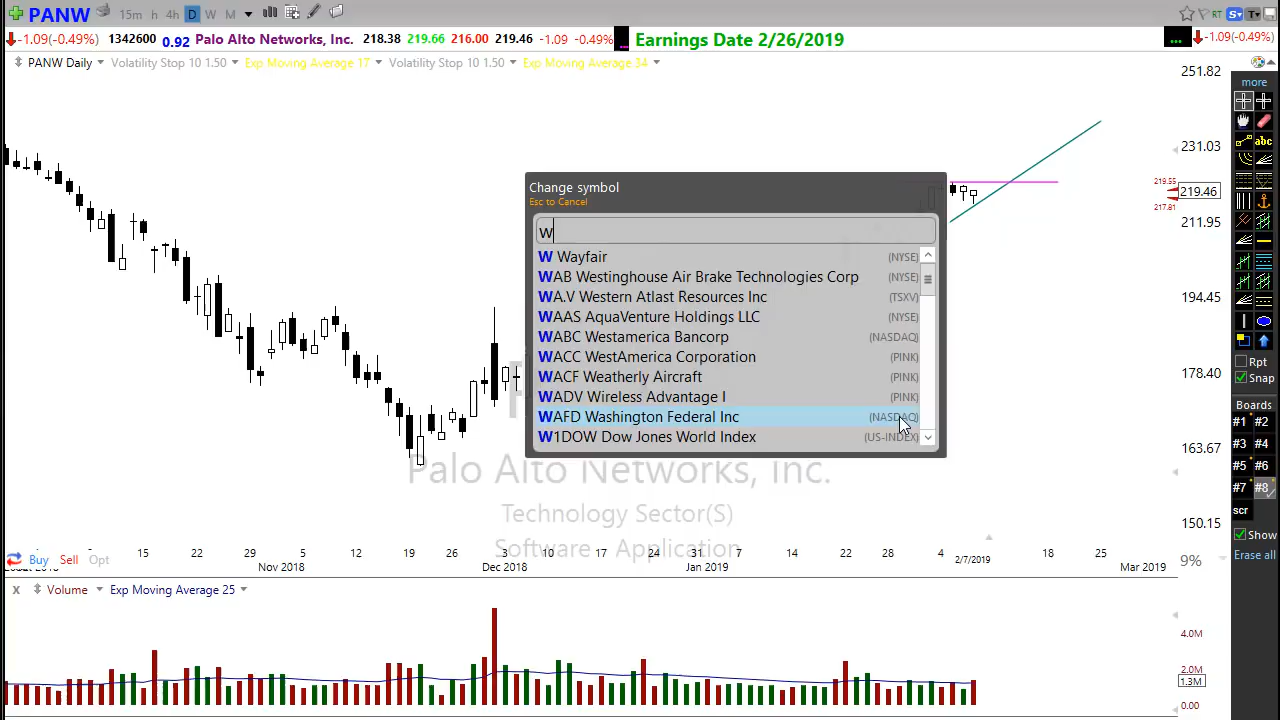 PANW 15m h 4h D W M RT S T
-1.09(-0.49%) 1342600 0.92 Palo Alto Networks, Inc. 218.38 219.66 216.00 219.46 -1.09 -0.49% ... Earnings Date 2/26/2019 ... -1.09(-0.49%)
PANW Daily Volatility Stop 10 1.50 Exp Moving Average 17 Volatility Stop 10 1.50 Exp Moving Average 34
251.82
231.03
219.55
219.46
217.81
211.95
194.45
178.40
163.67
150.15
Change symbol
Esc to Cancel
W
W Wayfair (NYSE)
WAB Westinghouse Air Brake Technologies Corp (NYSE)
WA.V Western Atlast Resources Inc (TSXV)
WAAS AquaVenture Holdings LLC (NYSE)
WABC Westamerica Bancorp (NASDAQ)
WACC WestAmerica Corporation (PINK)
WACF Weatherly Aircraft (PINK)
WADV Wireless Advantage I (PINK)
WAFD Washington Federal Inc (NASDAQ)
W1DOW Dow Jones World Index (US-INDEX)
Palo Alto Networks, Inc.
Technology Sector(S)
Software - Application
15 22 29 5 12 19 26 3 10 17 24 31 7 14 22 28 4 18 25
Nov 2018 Dec 2018 Jan 2019 2/7/2019 Mar 2019
Buy Sell Opt
9%
x Volume Exp Moving Average 25
4.0M
2.0M
1.3M
0.00
more
abc
Rpt
Snap
Boards
#1 #2
#3 #4
#5 #6
#7 #8
scr
Show
Erase all